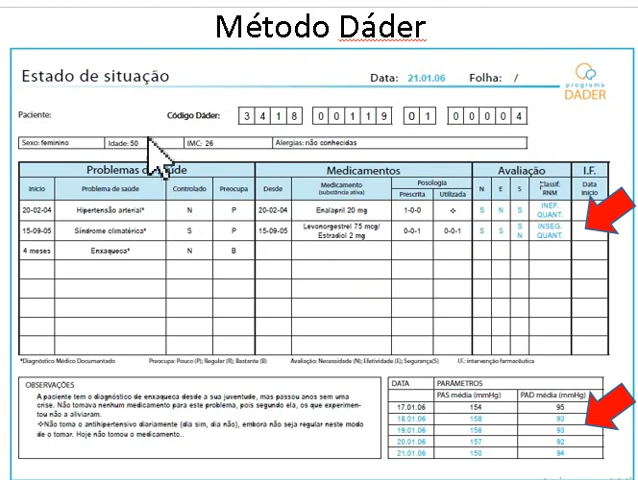 Método Dáder
Estado de situação
Data: 21.01.06 Folha: /
programa
DÁDER
Paciente:
Código Dáder: 3 4 1 8 0 0 1 1 9 0 1 0 0 0 0 4
Sexo: feminino Idade: 50 IMC: 26 Alergias: não conhecidas
Problemas de saúde Medicamentos Avaliação I.F.
Início Problema de saúde Controlado Preocupa Desde Medicamento (substância ativa) Posologia Prescrita Utilizada N E S Classif. RNM Data Início
20-02-04 Hipertensão arterial* N P 20-02-04 Enalapril 20 mg 1-0-0 ❖ S N S INEF. QUANT.
15-09-05 Síndrome climatérica* S P 15-09-05 Levonorgestrel 75 mcg/ Estradiol 2 mg 0-0-1 0-0-1 S S S N INSEG. QUANT.
4 meses Enxaqueca* N B
*Diagnóstico Médico Documentado Preocupa: Pouco (P); Regular (R), Bastante (B) Avaliação: Necessidade (N); Efetividade (E), Segurança(S) I.F.: intervenção farmacêutica
OBSERVAÇÕES
A paciente tem o diagnóstico de enxaqueca desde a sua juventude, mas passou anos sem uma
crise. Não tomava nenhum medicamento para este problema, pois segundo ela, os que experimen-
tou não a aliviaram.
❖Não toma o antihipertensivo diariamente (dia sim, dia não), embora não seja regular neste modo
de o tomar. Hoje não tomou o medicamento..
DATA PARÁMETROS
PAS média (mmHg) PAD média (mmHg)
17.01.06 154 95
18.01.06 158 93
19.01.06 156 93
20.01.06 157 92
21.01.06 150 94